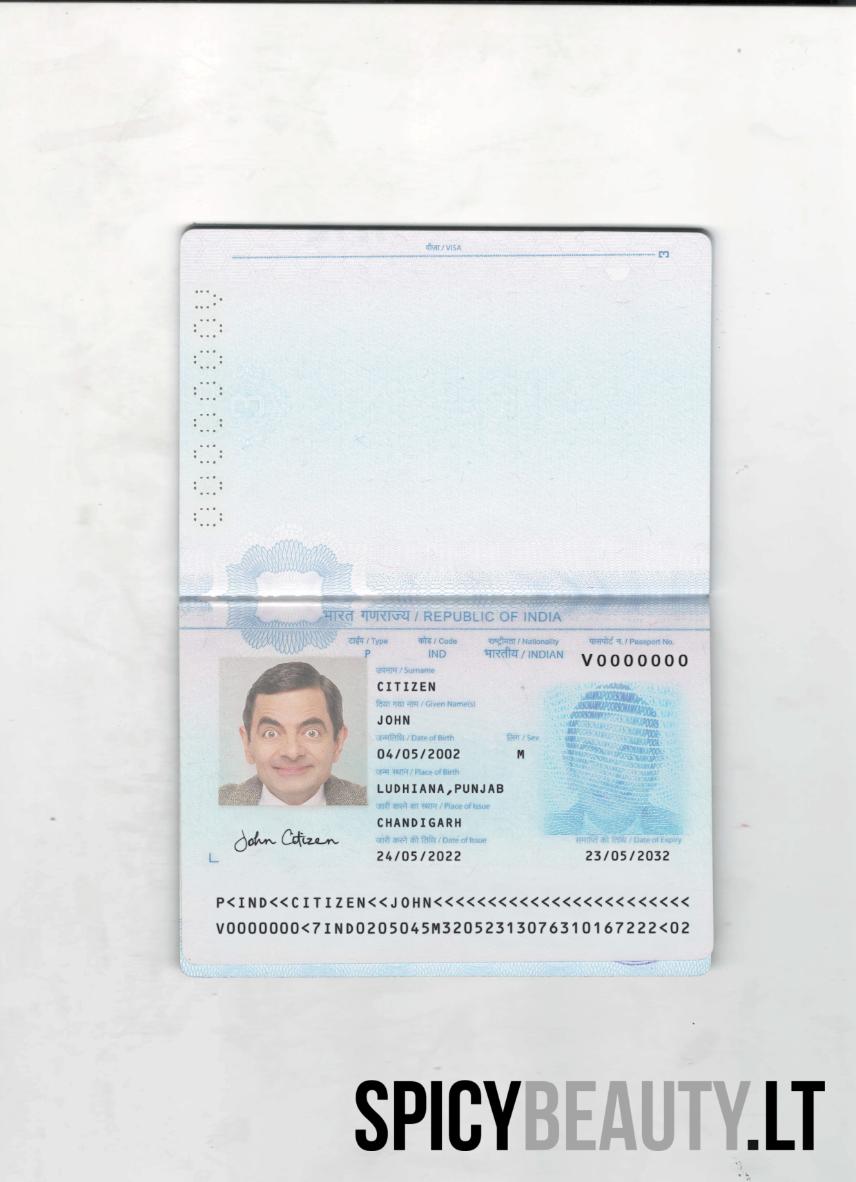 वीज़ा / VISA
3
भारत गणराज्य / REPUBLIC OF INDIA
टाईप / Type
कोड / Code
राष्ट्रीयता / Nationality
पासपोर्ट न. / Passport No.
P
IND
भारतीय / INDIAN
V0000000
उपनाम / Surname
CITIZEN
दिया गया नाम / Given Name(s)
JOHN
जन्मतिथि / Date of Birth
लिंग / Sex
04/05/2002
M
जन्म स्थान / Place of Birth
LUDHIANA,PUNJAB
जारी करने का स्थान / Place of Issue
CHANDIGARH
John Citizen
जारी करने की तिथि / Date of Issue
समाप्ति की तिथि / Date of Expiry
24/05/2022
23/05/2032
P<IND<<CITIZEN<<JOHN<<<<<<<<<<<<<<<<<<<<<<<<
V0000000<7IND0205045M32052313076310167222<02
SPICYBEAUTY.LT